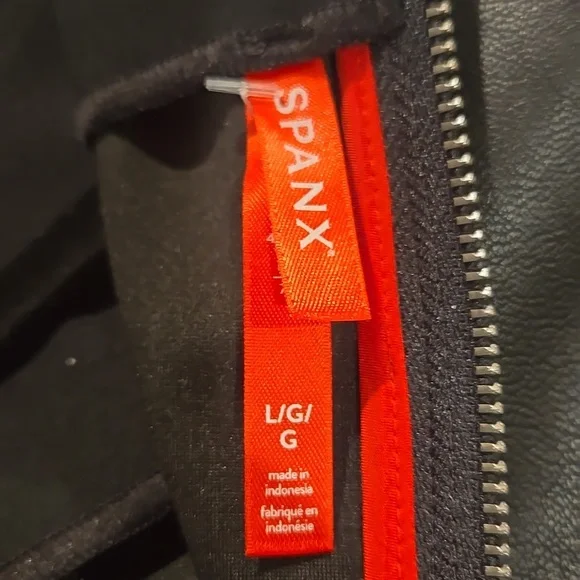 SPANX
L/G/
G
made in
indonesia
fabriqué en
indonésie